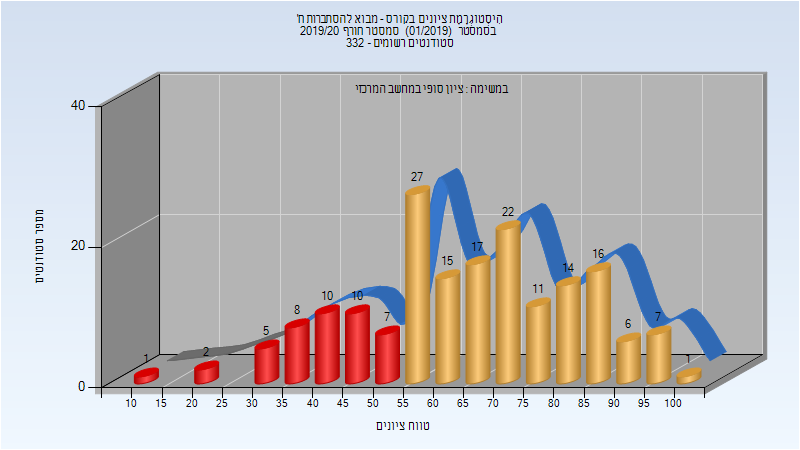 היסטוגרמת ציונים בקורס - מבוא להסתברות ח'
בסמסטר (01/2019) סמסטר חורף 2019/20
סטודנטים רשומים - 332
במשימה : ציון סופי במחשב המרכזי
מספר סטודנטים
40
20
0
1 2 5 8 10 10 7 27 15 17 22 11 14 16 6 7 1
10 15 20 25 30 35 40 45 50 55 60 65 70 75 80 85 90 95 100
טווח ציונים